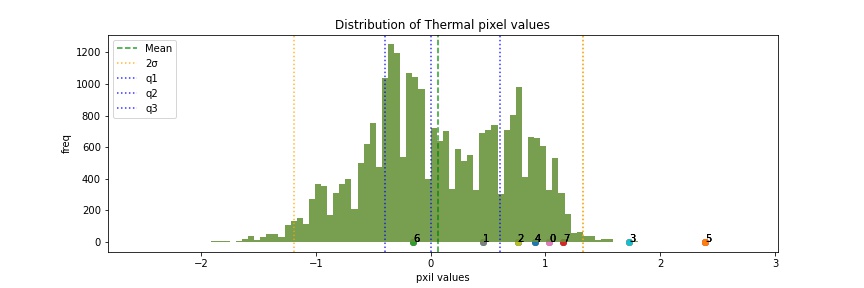 Distribution of Thermal pixel values
Mean
2σ
q1
q2
q3
1200
1000
800
600
400
200
0
freq
6 1 2 4 0 7 3 5
−2 −1 0 1 2 3
pxil values